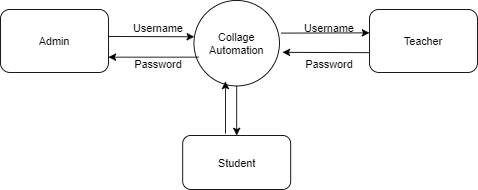 Username
Username
Admin
Collage
Automation
Teacher
Password
Password
Student